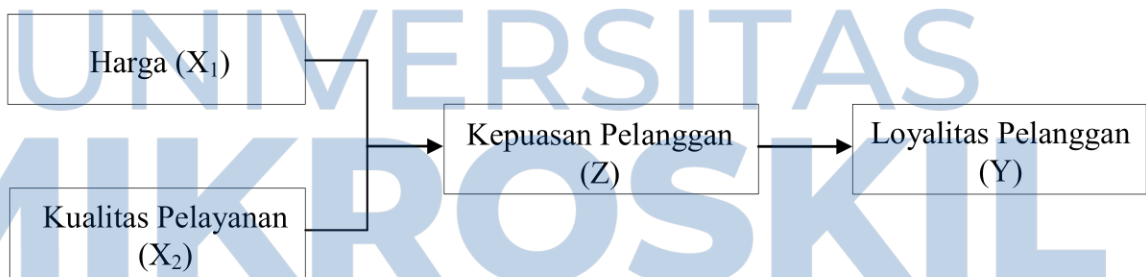 UNIVERSITAS
MIKROSKIL
Harga (X₁)
Kualitas Pelayanan
(X₂)
Kepuasan Pelanggan
(Z)
Loyalitas Pelanggan
(Y)